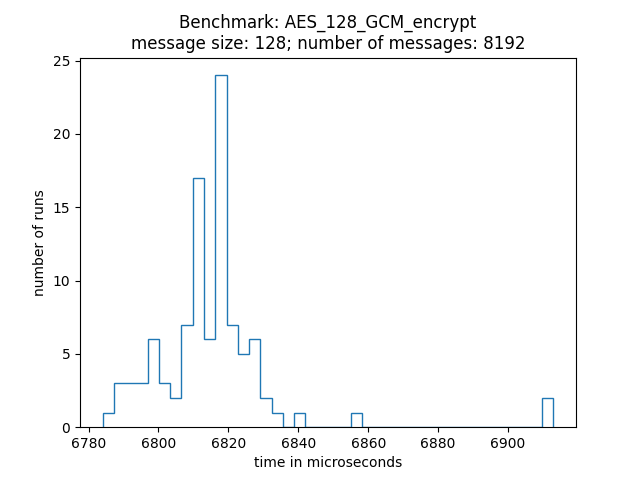 Benchmark: AES_128_GCM_encrypt
message size: 128; number of messages: 8192
25
20
15
10
5
0
number of runs
6780 6800 6820 6840 6860 6880 6900
time in microseconds